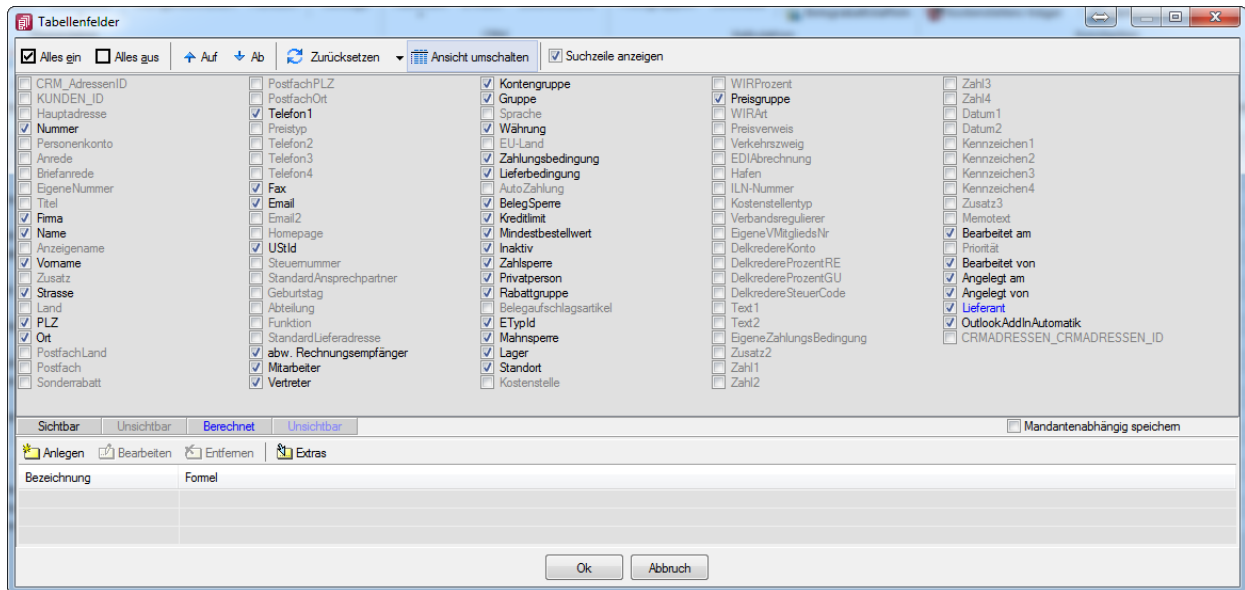 Tabellenfelder
Alles ein Alles aus Auf Ab Zurücksetzen Ansicht umschalten Suchzeile anzeigen
CRM_AdressenID PostfachPLZ Kontengruppe WIRProzent Zahl3
KUNDEN_ID PostfachOrt Gruppe Preisgruppe Zahl4
Hauptadresse Telefon1 Sprache WIRArt Datum1
Nummer Preistyp Währung Preisverweis Datum2
Personenkonto Telefon2 EU-Land Verkehrszweig Kennzeichen1
Anrede Telefon3 Zahlungsbedingung EDIAbrechnung Kennzeichen2
Briefanrede Telefon4 Lieferbedingung Hafen Kennzeichen3
EigeneNummer Fax AutoZahlung ILN-Nummer Kennzeichen4
Titel Email BelegSperre Kostenstellentyp Zusatz3
Firma Email2 Kreditlimit Verbandsregulierer Memotext
Name Homepage Mindestbestellwert EigeneVMitgliedsNr Bearbeitet am
Anzeigename UStId Inaktiv DelkredereKonto Priorität
Vorname Steuernummer Zahlsperre DelkredereProzentRE Bearbeitet von
Zusatz StandardAnsprechpartner Privatperson DelkredereProzentGU Angelegt am
Strasse Geburtstag Rabattgruppe DelkredereSteuerCode Angelegt von
Land Abteilung Belegaufschlagsartikel Text1 Lieferant
PLZ Funktion ETypId Text2 OutlookAddInAutomatik
Ort StandardLieferadresse Mahnsperre EigeneZahlungsBedingung CRMADRESSEN_CRMADRESSEN_ID
PostfachLand abw. Rechnungsempfänger Lager Zusatz2
Postfach Mitarbeiter Standort Zahl1
Sonderrabatt Vertreter Kostenstelle Zahl2
Sichtbar Unsichtbar Berechnet Unsichtbar Mandantenabhängig speichern
Anlegen Bearbeiten Entfernen Extras
Bezeichnung Formel
Ok Abbruch